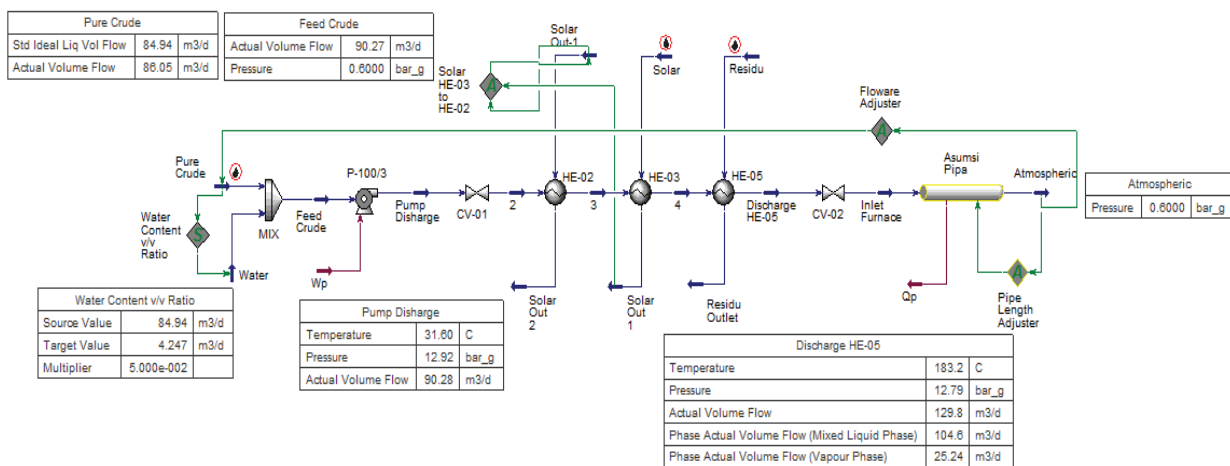 Pure Crude
Std Ideal Liq Vol Flow 84.94 m3/d
Actual Volume Flow 86.05 m3/d
Feed Crude
Actual Volume Flow 90.27 m3/d
Pressure 0.6000 bar_g
Solar
Out-1
Solar
HE-03
to
HE-02
A
Solar
Residu
Floware
Adjuster
A
Pure
Crude
Water
Content
v/v
Ratio
S
Water
MIX
Feed
Crude
P-100/3
Wp
Pump
Disharge
CV-01
2
HE-02
3
HE-03
4
HE-05
Discharge
HE-05
CV-02
Inlet
Furnace
Asumsi
Pipa
Atmospheric
Atmospheric
Pressure 0.6000 bar_g
Solar
Out
2
Solar
Out
1
Residu
Outlet
Qp
A
Pipe
Length
Adjuster
Water Content v/v Ratio
Source Value 84.94 m3/d
Target Value 4.247 m3/d
Multiplier 5.000e-002
Pump Disharge
Temperature 31.60 C
Pressure 12.92 bar_g
Actual Volume Flow 90.28 m3/d
Discharge HE-05
Temperature 183.2 C
Pressure 12.79 bar_g
Actual Volume Flow 129.8 m3/d
Phase Actual Volume Flow (Mixed Liquid Phase) 104.6 m3/d
Phase Actual Volume Flow (Vapour Phase) 25.24 m3/d